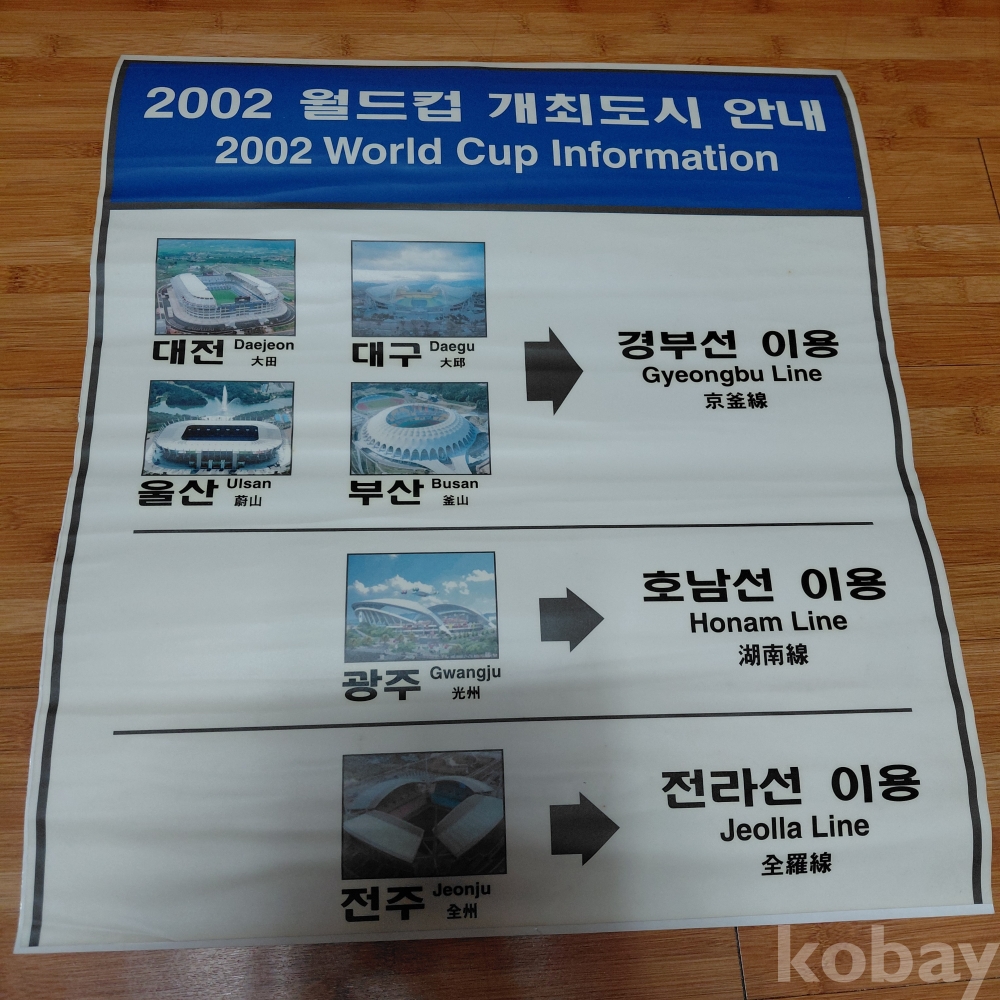 2002 월드컵 개최도시 안내
2002 World Cup Information
대전 Daejeon 大田
대구 Daegu 大邱
울산 Ulsan 蔚山
부산 Busan 釜山
경부선 이용
Gyeongbu Line
京釜線
광주 Gwangju 光州
호남선 이용
Honam Line
湖南線
전주 Jeonju 全州
전라선 이용
Jeolla Line
全羅線
kobay